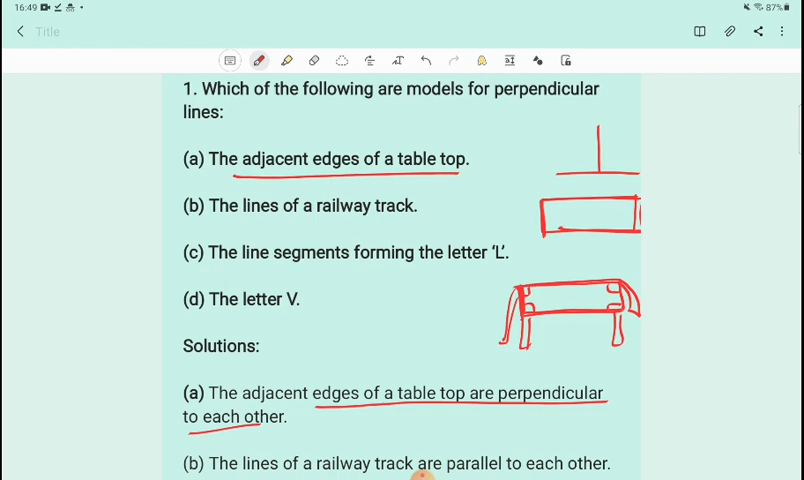 16:49
87%
Title
1. Which of the following are models for perpendicular
lines:
(a) The adjacent edges of a table top.
(b) The lines of a railway track.
(c) The line segments forming the letter ‘L’.
(d) The letter V.
Solutions:
(a) The adjacent edges of a table top are perpendicular
to each other.
(b) The lines of a railway track are parallel to each other.